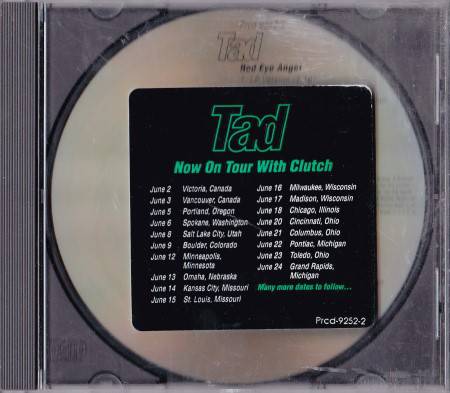 Tad
Red Eye Angel
Tad
Now On Tour With Clutch
June 2 Victoria, Canada
June 3 Vancouver, Canada
June 5 Portland, Oregon
June 6 Spokane, Washington
June 8 Salt Lake City, Utah
June 9 Boulder, Colorado
June 12 Minneapolis,
Minnesota
June 13 Omaha, Nebraska
June 14 Kansas City, Missouri
June 15 St. Louis, Missouri
June 16 Milwaukee, Wisconsin
June 17 Madison, Wisconsin
June 18 Chicago, Illinois
June 20 Cincinnati, Ohio
June 21 Columbus, Ohio
June 22 Pontiac, Michigan
June 23 Toledo, Ohio
June 24 Grand Rapids,
Michigan
Many more dates to follow...
Prcd-9252-2